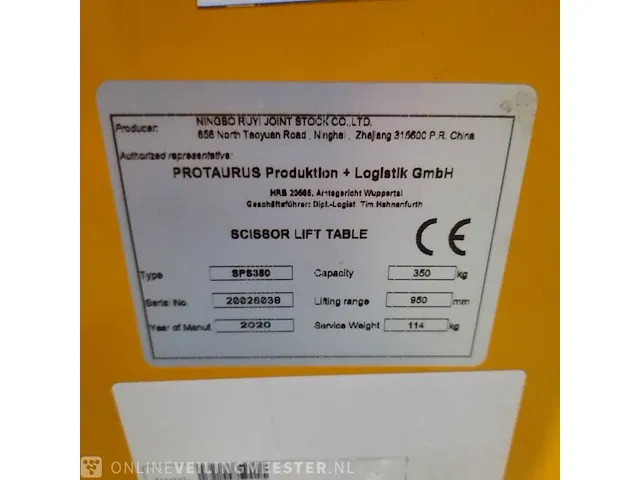 Producer: NINGBO RUYI JOINT STOCK CO., LTD.
656 North Taoyuan Road, Ninghai, Zhejiang 315600 P.R. China
Authorized representative:
PROTAURUS Produktion + Logistik GmbH
HRB 20665, Amtsgericht Wuppertal
Geschäftsführer: Dipl.-Logist. Tim Hahnenfurth
SCISSOR LIFT TABLE CE
Type SPS350 Capacity 350 kg
Serial No. 2002603B Lifting range 950 mm
Year of Manuf. 2020 Service Weight 114 kg
ONLINEVEILINGMEESTER.NL